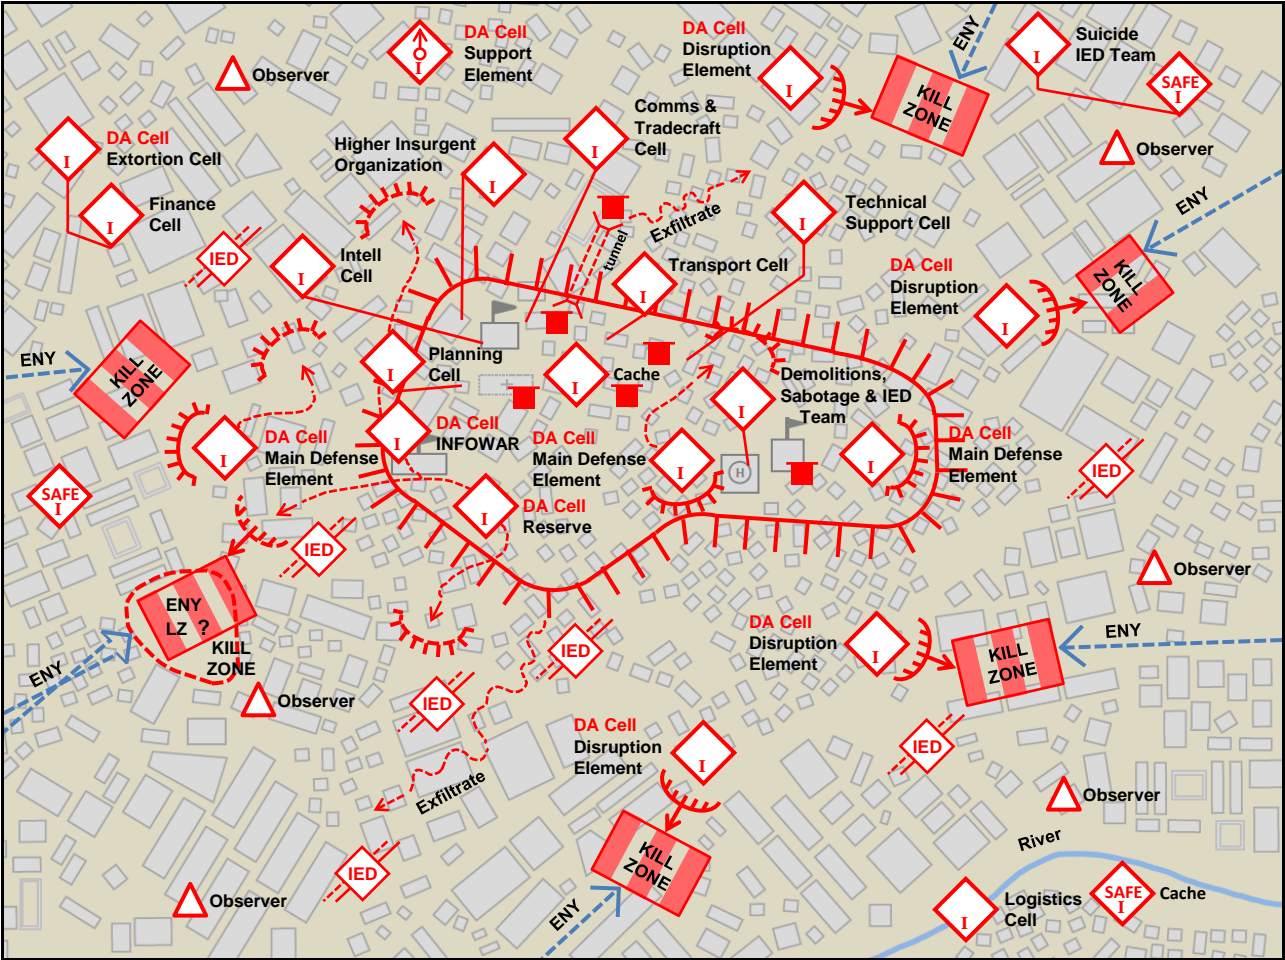 DA Cell
Support
Element
I
Observer
DA Cell
Disruption
Element
I
KILL
ZONE
ENY
Suicide
IED Team
I
SAFE
I
Observer
DA Cell
Extortion Cell
I
Finance
Cell
I
Higher Insurgent
Organization
I
Comms &
Tradecraft
Cell
I
Technical
Support Cell
I
ENY
KILL
ZONE
DA Cell
Disruption
Element
I
IED
Intell
Cell
I
tunnel
Exfiltrate
Transport Cell
I
ENY
KILL
ZONE
Planning
Cell
I
Cache
I
Demolitions,
Sabotage & IED
Team
I
DA Cell
INFOWAR
I
DA Cell
Main Defense
Element
I
DA Cell
Main Defense
Element
I
H
DA Cell
Main Defense
Element
I
IED
SAFE
I
DA Cell
Reserve
I
IED
ENY
LZ ?
KILL
ZONE
ENY
Observer
Observer
IED
IED
DA Cell
Disruption
Element
I
KILL
ZONE
ENY
IED
DA Cell
Disruption
Element
I
KILL
ZONE
ENY
Exfiltrate
IED
Observer
Observer
River
Logistics
Cell
I
SAFE
I
Cache